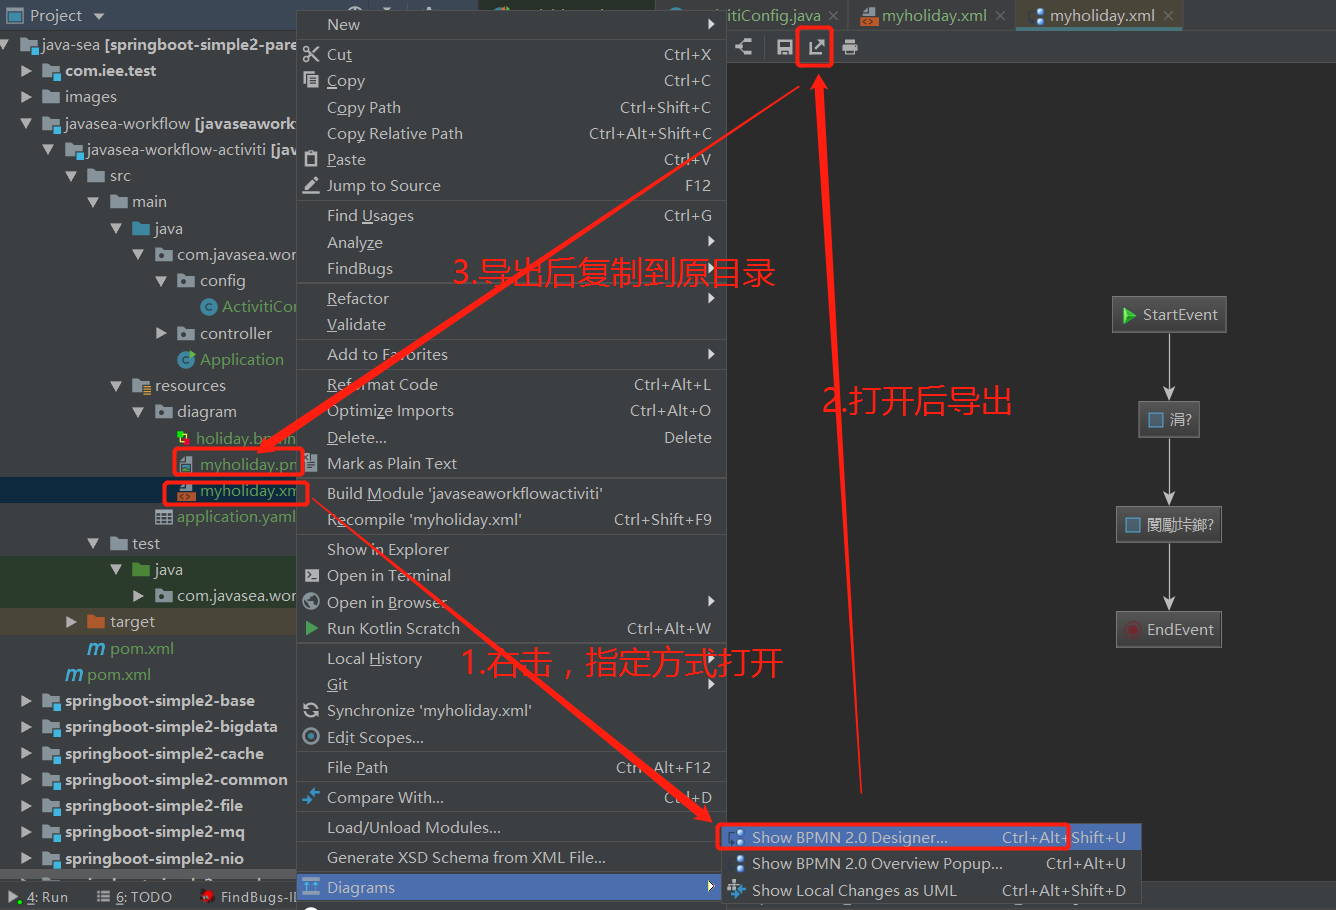 Project
java-sea [springboot-simple2-pare
com.iee.test
images
javasea-workflow [javaseawork
javasea-workflow-activiti [jav
src
main
java
com.javasea.wor
config
ActivitiCo
controller
Application
resources
diagram
holiday.bpmn
myholiday.pn
myholiday.xm
application.yaml
test
java
com.javasea.wor
target
pom.xml
pom.xml
springboot-simple2-base
springboot-simple2-bigdata
springboot-simple2-cache
springboot-simple2-common
springboot-simple2-file
springboot-simple2-mq
springboot-simple2-nio
4: Run
6: TODO
FindBugs-ID
New
Cut Ctrl+X
Copy Ctrl+C
Copy Path Ctrl+Shift+C
Copy Relative Path Ctrl+Alt+Shift+C
Paste Ctrl+V
Jump to Source F12
Find Usages Ctrl+G
Analyze
FindBugs
Refactor
Validate
Add to Favorites
Reformat Code Ctrl+Alt+L
Optimize Imports Ctrl+Alt+O
Delete... Delete
Mark as Plain Text
Build Module 'javaseaworkflowactiviti'
Recompile 'myholiday.xml' Ctrl+Shift+F9
Show in Explorer
Open in Terminal
Open in Browser
Run Kotlin Scratch Ctrl+Alt+W
Local History
Git
Synchronize 'myholiday.xml'
Edit Scopes...
File Path Ctrl+Alt+F12
Compare With... Ctrl+D
Load/Unload Modules...
Generate XSD Schema from XML File...
Diagrams
Show BPMN 2.0 Designer... Ctrl+Alt+Shift+U
Show BPMN 2.0 Overview Popup... Ctrl+Alt+U
Show Local Changes as UML Ctrl+Alt+Shift+D
itiConfig.java
myholiday.xml
myholiday.xml
3.导出后复制到原目录
2.打开后导出
1.右击，指定方式打开
StartEvent
涓?
EndEvent